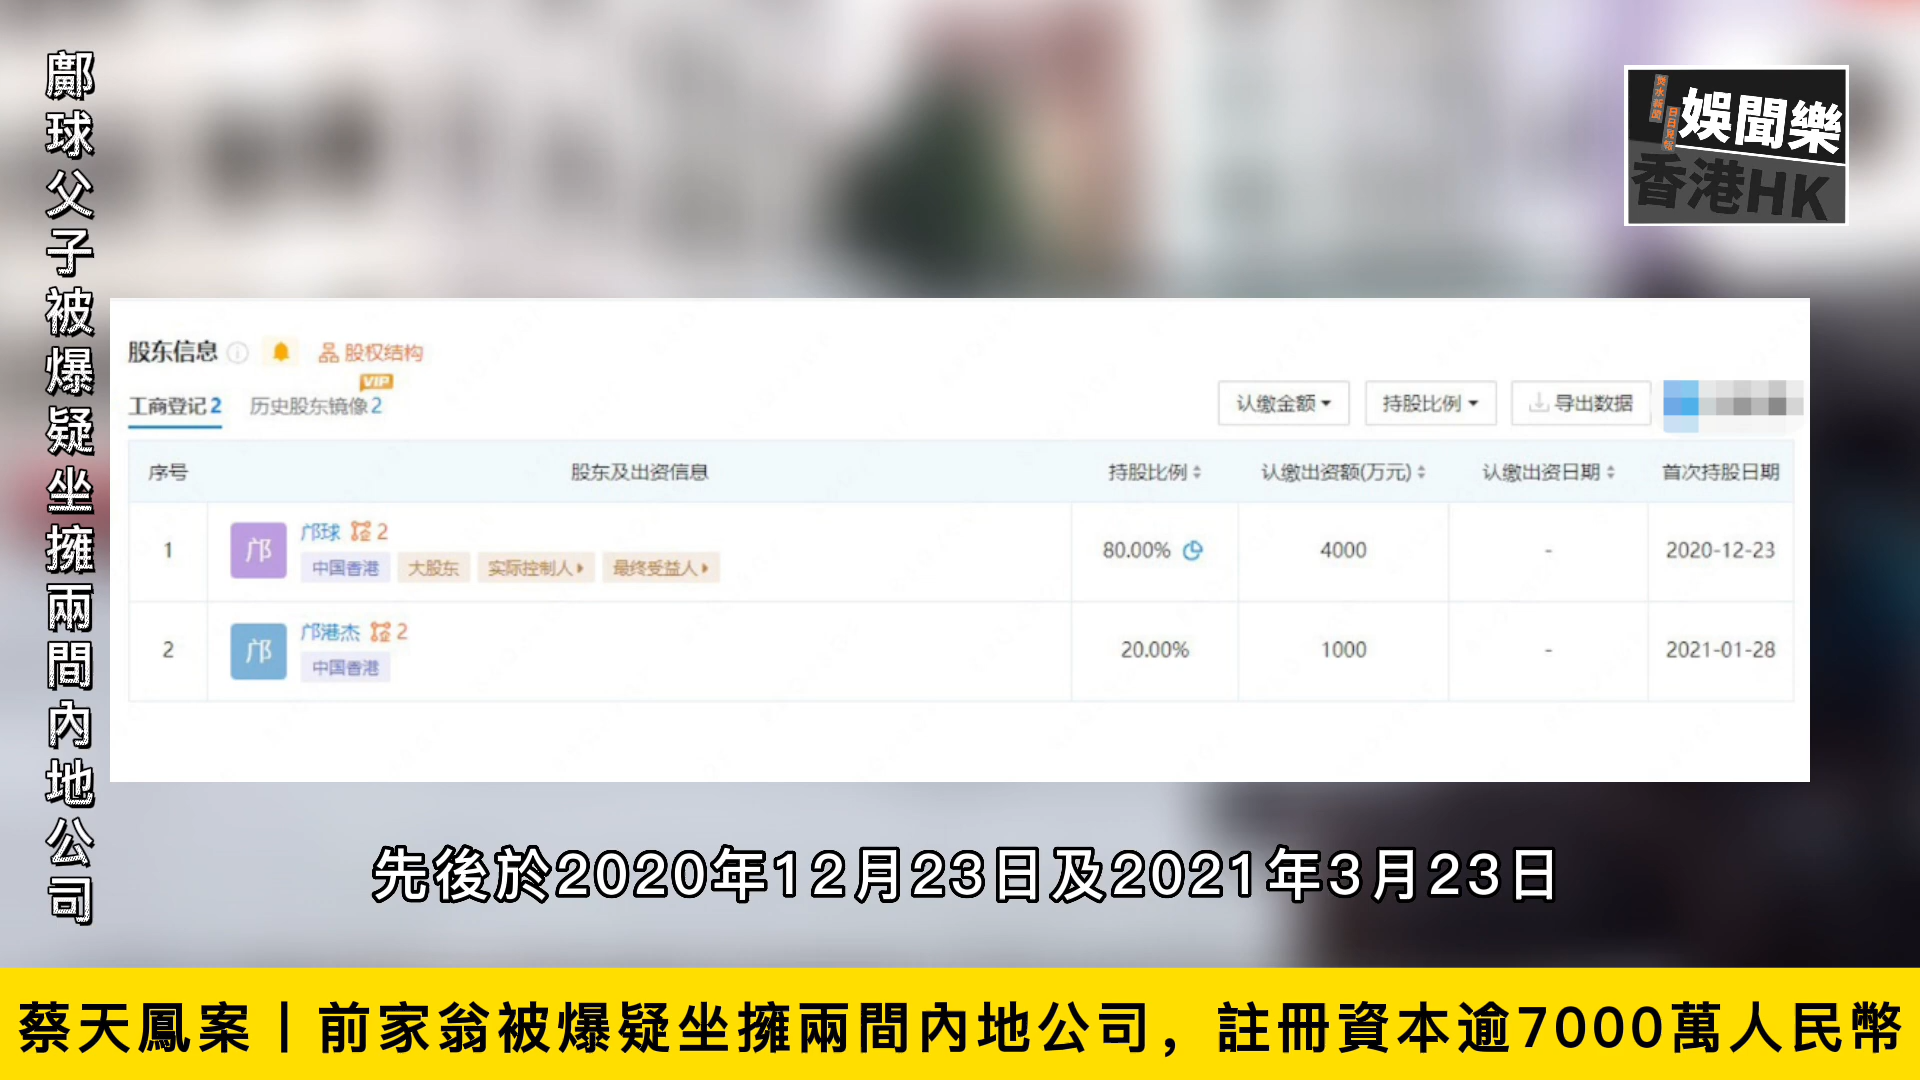 鄺球父子被爆疑坐擁兩間內地公司
娛聞樂
香港HK
股东信息
股权结构
VIP
工商登记2 历史股东镜像2
认缴金额 持股比例 导出数据
序号 股东及出资信息 持股比例 认缴出资额(万元) 认缴出资日期 首次持股日期
1 邝 邝球 2 80.00% 4000 - 2020-12-23
中国香港 大股东 实际控制人 最终受益人
2 邝 邝港杰 2 20.00% 1000 - 2021-01-28
中国香港
先後於2020年12月23日及2021年3月23日
蔡天鳳案丨前家翁被爆疑坐擁兩間內地公司，註冊資本逾7000萬人民幣